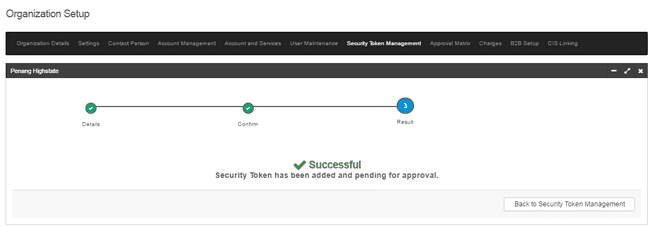 Organization Setup
Organization Details Settings Contact Person Account Management Account and Services User Maintenance Security Token Management Approval Matrix Charges B2B Setup CIS Linking
Penang Highstate
3
Details Confirm Result
Successful
Security Token has been added and pending for approval.
Back to Security Token Management